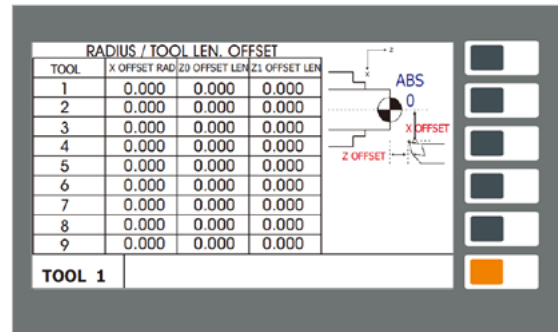 RADIUS / TOOL LEN. OFFSET
TOOL X OFFSET RAD Z0 OFFSET LEN Z1 OFFSET LEN
1 0.000 0.000 0.000
2 0.000 0.000 0.000
3 0.000 0.000 0.000
4 0.000 0.000 0.000
5 0.000 0.000 0.000
6 0.000 0.000 0.000
7 0.000 0.000 0.000
8 0.000 0.000 0.000
9 0.000 0.000 0.000
TOOL 1
z
x
ABS
0
X OFFSET
Z OFFSET